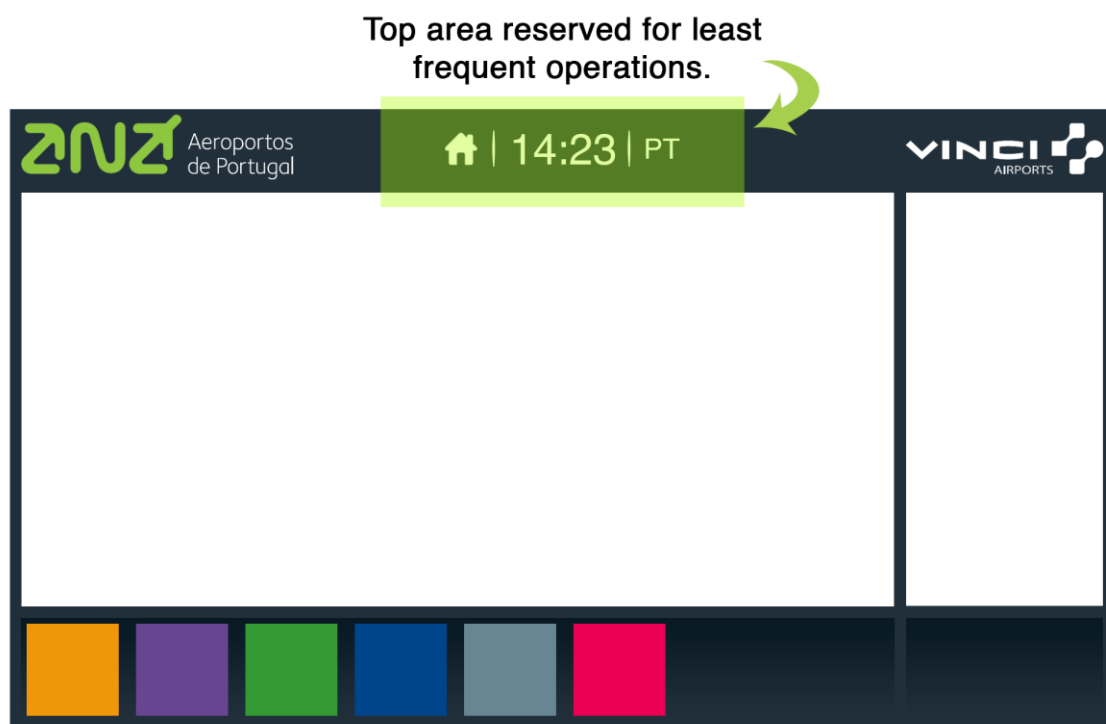 Top area reserved for least
frequent operations.
ana Aeroportos
de Portugal
14:23 PT
VINCI
AIRPORTS